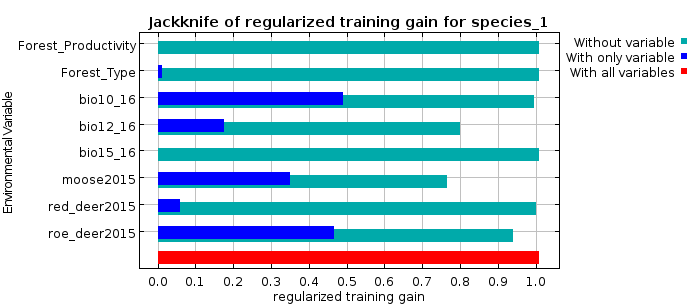 Jackknife of regularized training gain for species_1
Environmental Variable
Forest_Productivity
Forest_Type
bio10_16
bio12_16
bio15_16
moose2015
red_deer2015
roe_deer2015
0.0 0.1 0.2 0.3 0.4 0.5 0.6 0.7 0.8 0.9 1.0
regularized training gain
Without variable
With only variable
With all variables